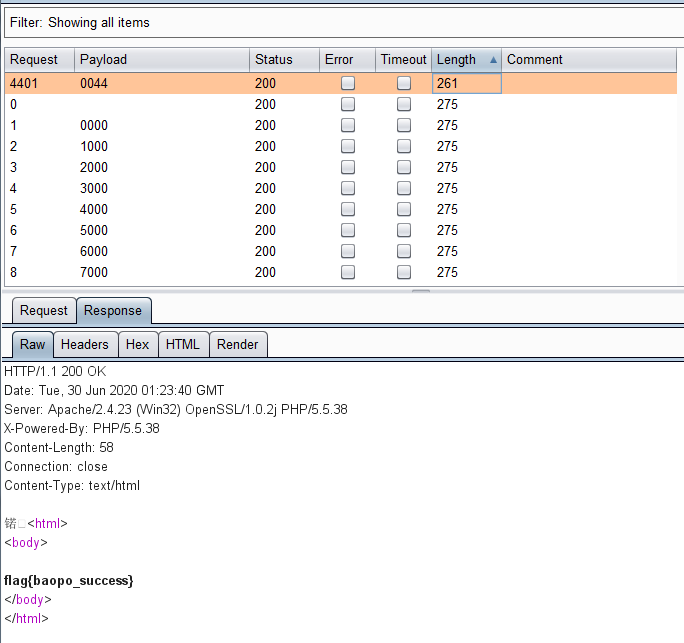 Filter: Showing all items
Request Payload Status Error Timeout Length Comment
4401 0044 200 261
0 200 275
1 0000 200 275
2 1000 200 275
3 2000 200 275
4 3000 200 275
5 4000 200 275
6 5000 200 275
7 6000 200 275
8 7000 200 275
Request Response
Raw Headers Hex HTML Render
HTTP/1.1 200 OK
Date: Tue, 30 Jun 2020 01:23:40 GMT
Server: Apache/2.4.23 (Win32) OpenSSL/1.0.2j PHP/5.5.38
X-Powered-By: PHP/5.5.38
Content-Length: 58
Connection: close
Content-Type: text/html
锘<html>
<body>
flag{baopo_success}
</body>
</html>